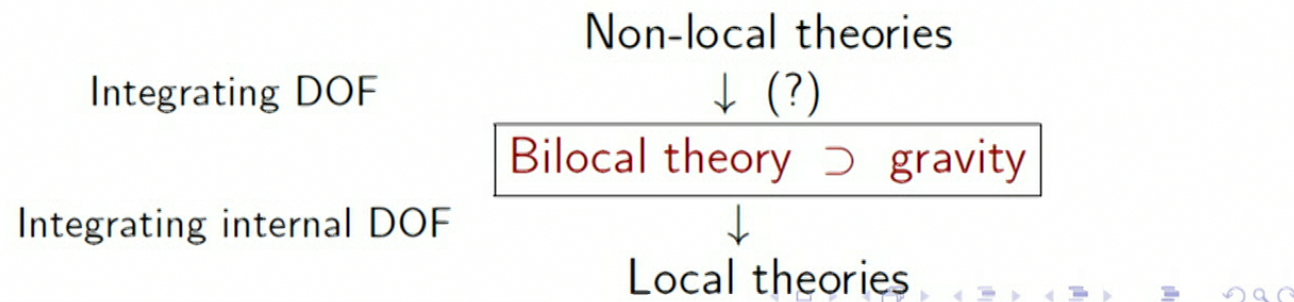 Non-local theories
Integrating DOF ↓ (?)
Bilocal theory ⊃ gravity
Integrating internal DOF ↓
Local theories